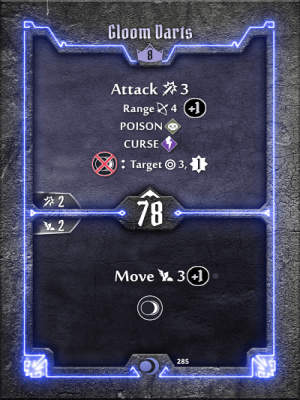 Gloom Darts
8
Attack 3
Range 4 +1
POISON
CURSE
: Target 3,
2
78
2
Move 3 +1
285